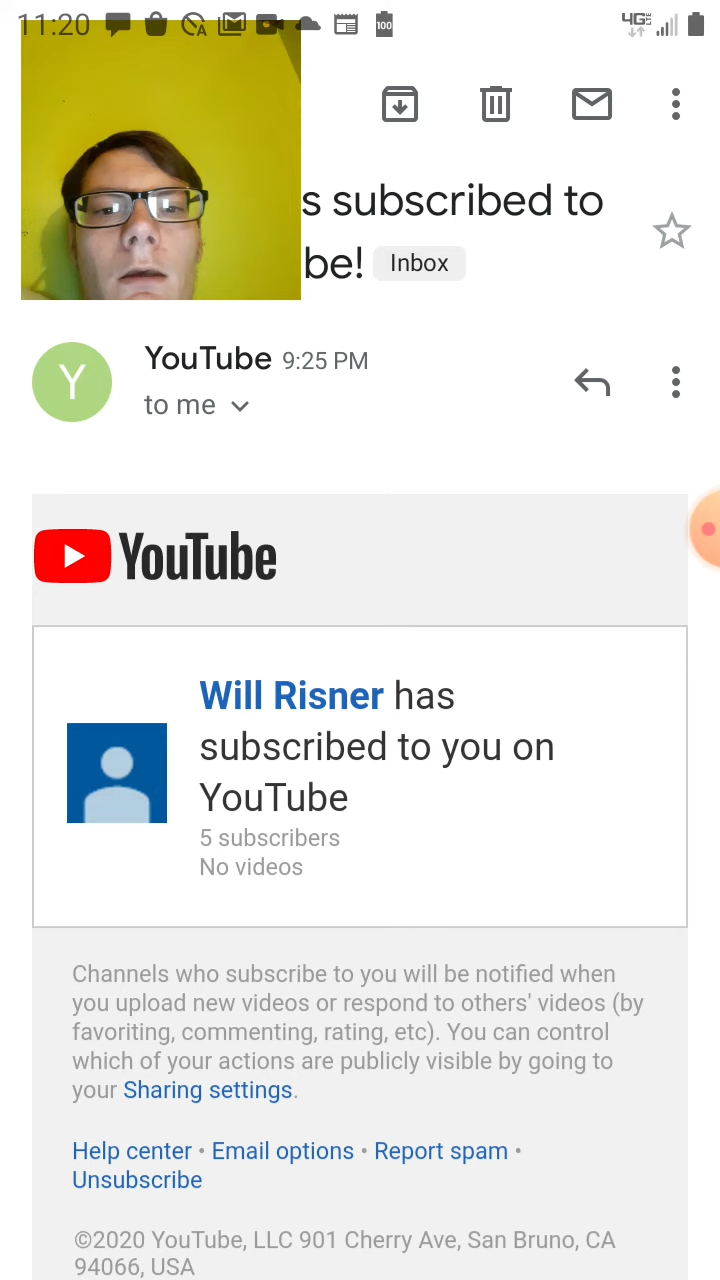 11:20
A
100
4G LTE
s subscribed to
be! Inbox
Y
YouTube 9:25 PM
to me
YouTube
Will Risner has
subscribed to you on
YouTube
5 subscribers
No videos
Channels who subscribe to you will be notified when
you upload new videos or respond to others' videos (by
favoriting, commenting, rating, etc). You can control
which of your actions are publicly visible by going to
your Sharing settings.
Help center • Email options • Report spam •
Unsubscribe
©2020 YouTube, LLC 901 Cherry Ave, San Bruno, CA
94066, USA